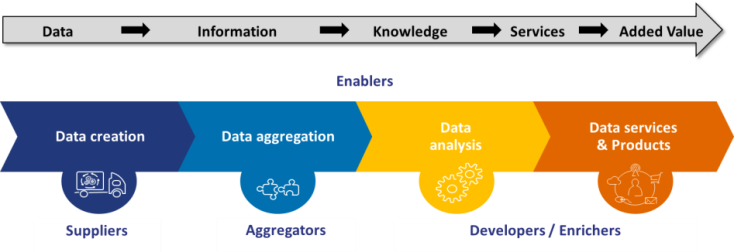 Data Information Knowledge Services Added Value
Enablers
Data creation
Data aggregation
Data
analysis
Data services
& Products
Suppliers
Aggregators
Developers / Enrichers